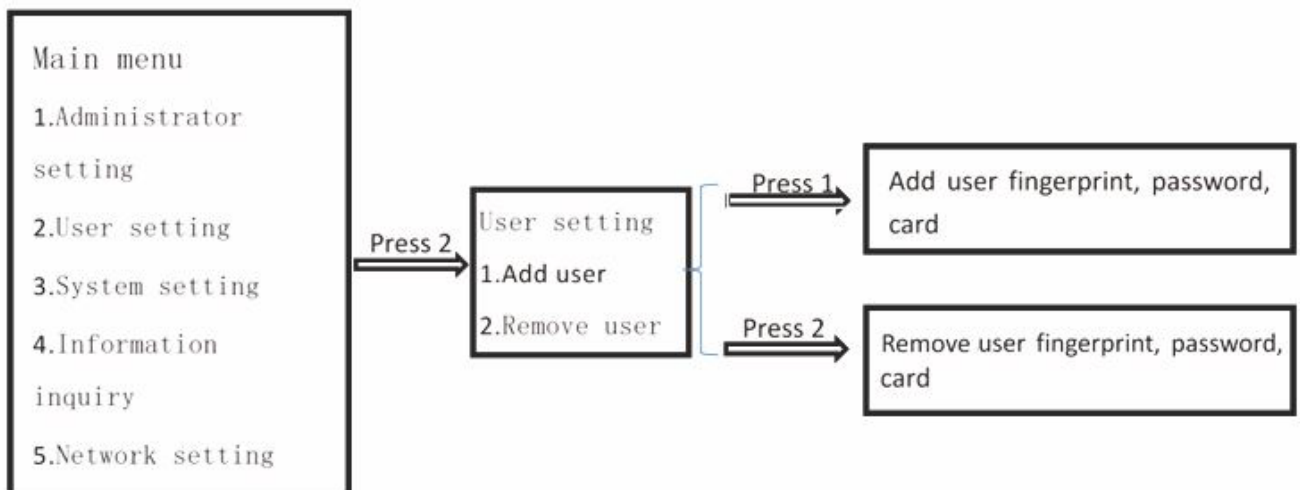 Main menu
1.Administrator
setting
2.User setting
3.System setting
4.Information
inquiry
5.Network setting
Press 2
User setting
1.Add user
2.Remove user
Press 1
Add user fingerprint, password,
card
Press 2
Remove user fingerprint, password,
card